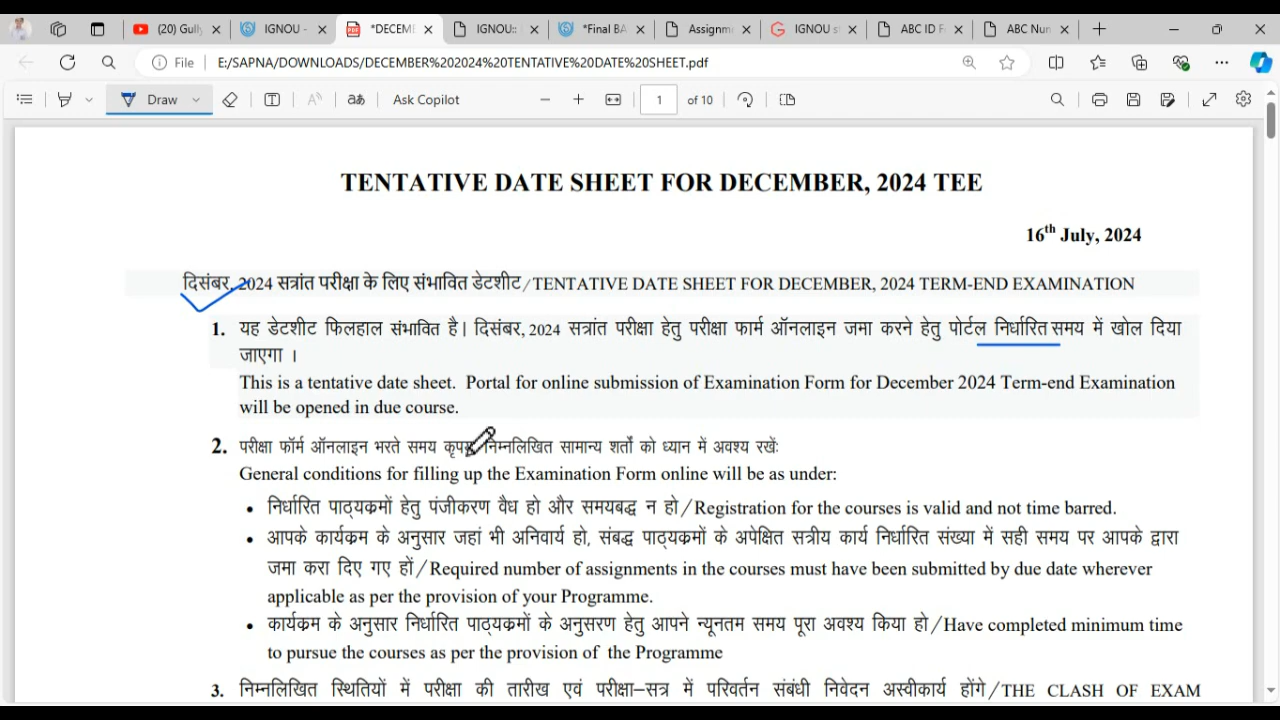 (20) Gully
IGNOU -
*DECEM
IGNOU::
*Final BA
Assignm
IGNOU s
ABC ID F
ABC Num
File
E:/SAPNA/DOWNLOADS/DECEMBER%202024%20TENTATIVE%20DATE%20SHEET.pdf
Draw
Ask Copilot
1 of 10
TENTATIVE DATE SHEET FOR DECEMBER, 2024 TEE
16th July, 2024
दिसंबर, 2024 सत्रांत परीक्षा के लिए संभावित डेटशीट/TENTATIVE DATE SHEET FOR DECEMBER, 2024 TERM-END EXAMINATION
1. यह डेटशीट फिलहाल संभावित है। दिसंबर, 2024 सत्रांत परीक्षा हेतु परीक्षा फार्म ऑनलाइन जमा करने हेतु पोर्टल निर्धारित समय में खोल दिया
जाएगा ।
This is a tentative date sheet. Portal for online submission of Examination Form for December 2024 Term-end Examination
will be opened in due course.
2. परीक्षा फॉर्म ऑनलाइन भरते समय निम्नलिखित सामान्य शर्तों को ध्यान में अवश्य रखें:
General conditions for filling up the Examination Form online will be as under:
• निर्धारित पाठ्यक्रमों हेतु पंजीकरण वैध हो और समयबद्ध न हो/Registration for the courses is valid and not time barred.
• आपके कार्यक्रम के अनुसार जहां भी अनिवार्य हो, संबद्ध पाठ्यक्रमों के अपेक्षित सत्रीय कार्य निर्धारित संख्या में सही समय पर आपके द्वारा
जमा करा दिए गए हों/Required number of assignments in the courses must have been submitted by due date wherever
applicable as per the provision of your Programme.
• कार्यक्रम के अनुसार निर्धारित पाठ्यक्रमों के अनुसरण हेतु आपने न्यूनतम समय पूरा अवश्य किया हो/Have completed minimum time
to pursue the courses as per the provision of the Programme
3. निम्नलिखित स्थितियों में परीक्षा की तारीख एवं परीक्षा–सत्र में परिवर्तन संबंधी निवेदन अस्वीकार्य होंगे/THE CLASH OF EXAM